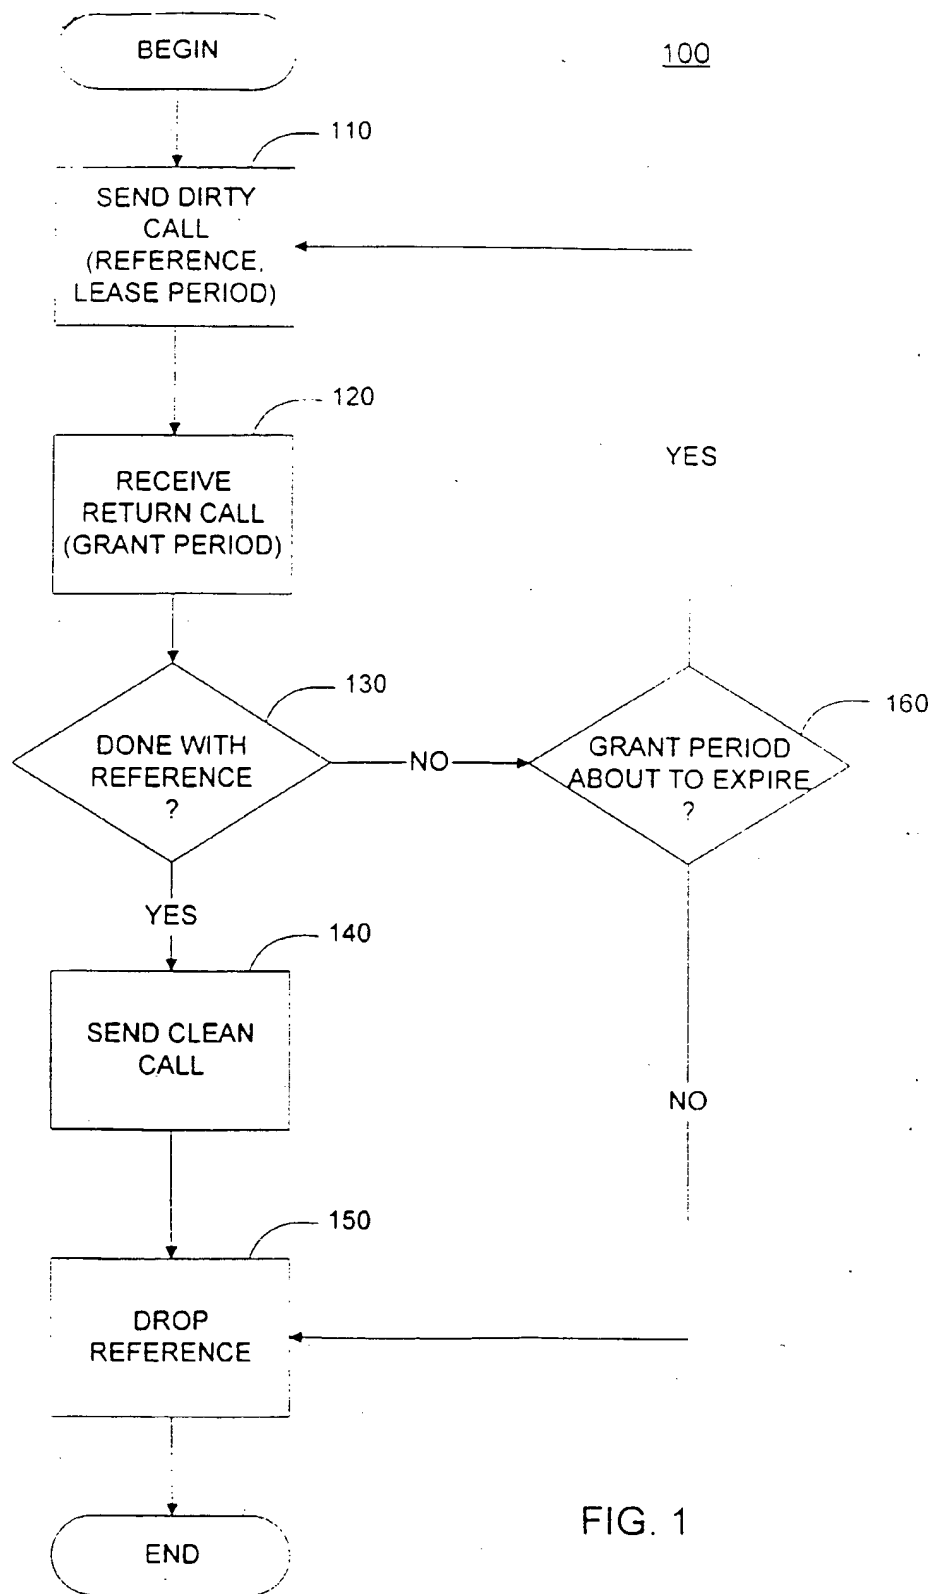 BEGIN
100
110
SEND DIRTY
CALL
(REFERENCE,
LEASE PERIOD)
120
RECEIVE
RETURN CALL
(GRANT PERIOD)
YES
130
DONE WITH
REFERENCE
?
NO
160
GRANT PERIOD
ABOUT TO EXPIRE
?
YES
140
SEND CLEAN
CALL
NO
150
DROP
REFERENCE
END
FIG. 1